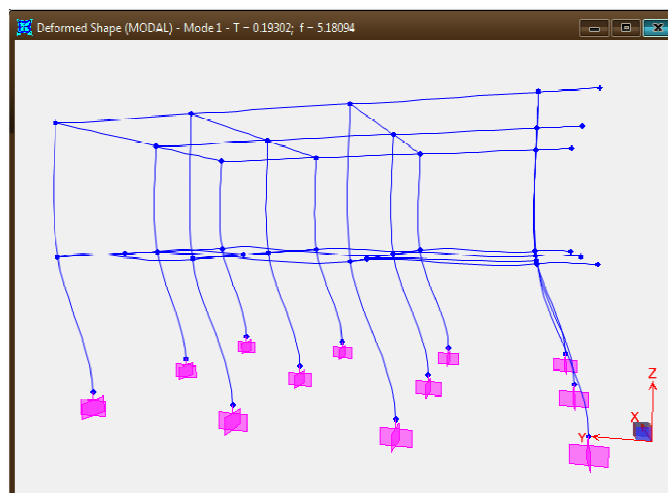 Deformed Shape (MODAL) - Mode 1 - T = 0.19302;  f = 5.18094
Z
X
Y